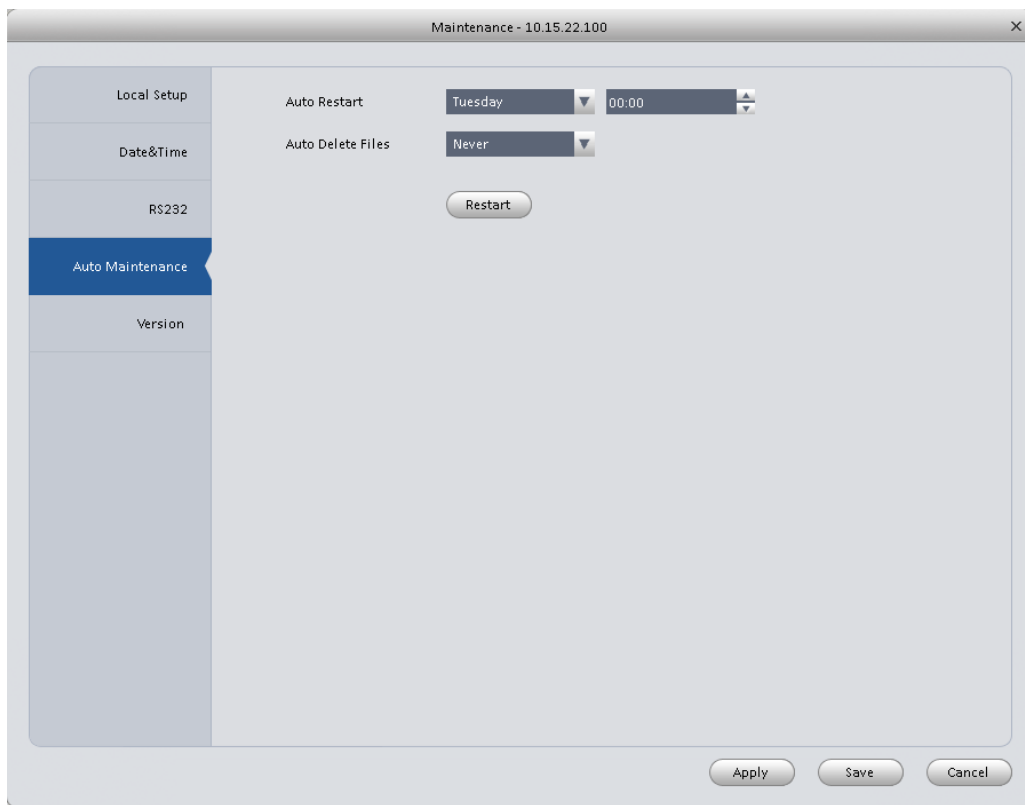 Maintenance - 10.15.22.100
Local Setup
Date&Time
RS232
Auto Maintenance
Version
Auto Restart Tuesday 00:00
Auto Delete Files Never
Restart
Apply Save Cancel